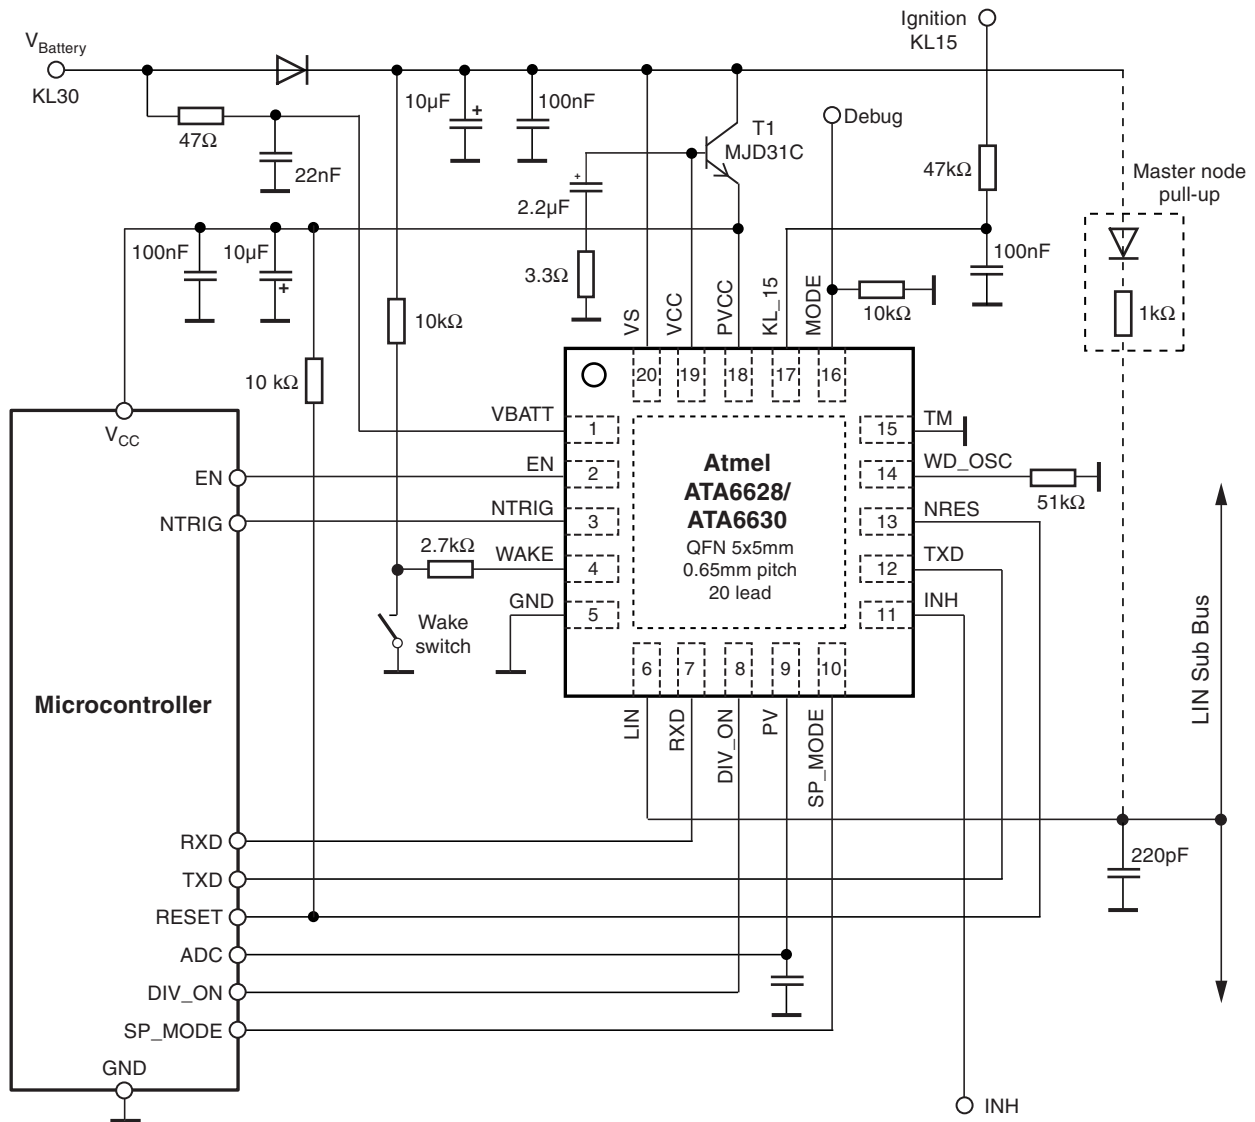 Ignition
KL15
VBattery
KL30
47Ω
22nF
10µF
+
100nF
T1
MJD31C
Debug
47kΩ
Master node
pull-up
+
2.2µF
100nF
10µF
+
3.3Ω
100nF
10kΩ
10kΩ
1kΩ
10 kΩ
VS
VCC
PVCC
KL_15
MODE
20
19
18
17
16
VCC
VBATT
1
EN
EN
2
NTRIG
NTRIG
3
2.7kΩ
WAKE
4
GND
5
Wake
switch
Atmel
ATA6628/
ATA6630
QFN 5x5mm
0.65mm pitch
20 lead
15
TM
14
WD_OSC
51kΩ
13
NRES
12
TXD
11
INH
6
7
8
9
10
LIN
RXD
DIV_ON
PV
SP_MODE
LIN Sub Bus
Microcontroller
RXD
TXD
RESET
ADC
DIV_ON
SP_MODE
GND
220pF
INH